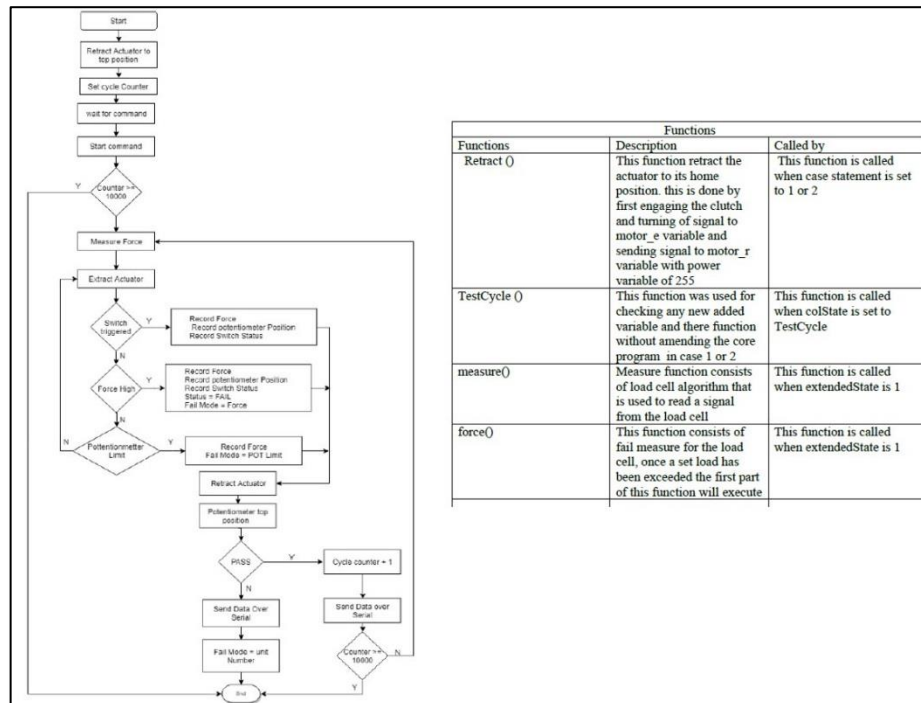 Start
Retract Actuator to
top position
Set cycle Counter
wait for command
Start command
Counter >=
10000
Y
N
Measure Force
Extract Actuator
Switch
triggered
Y
N
Record Force
Record potentiometer Position
Record Switch Status
Force High
Y
N
Record Force
Record potentiometer Position
Record Switch Status
Status = FAIL
Fail Mode = Force
Pottentionmetter
Limit
N
Y
Record Force
Fail Mode = POT Limit
Retract Actuator
Potentiometer top
position
PASS
Y
N
Cycle counter + 1
Send Data Over
Serial
Send Data over
Serial
Fail Mode = unit
Number
Counter >=
10000
N
Y
End
Functions
Functions
Description
Called by
Retract ()
This function retract the
actuator to its home
position. this is done by
first engaging the clutch
and turning of signal to
motor_e variable and
sending signal to motor_r
variable with power
variable of 255
This function is called
when case statement is set
to 1 or 2
TestCycle ()
This function was used for
checking any new added
variable and there function
without amending the core
program in case 1 or 2
This function is called
when colState is set to
TestCycle
measure()
Measure function consists
of load cell algorithm that
is used to read a signal
from the load cell
This function is called
when extendedState is 1
force()
This function consists of
fail measure for the load
cell, once a set load has
been exceeded the first part
of this function will execute
This function is called
when extendedState is 1